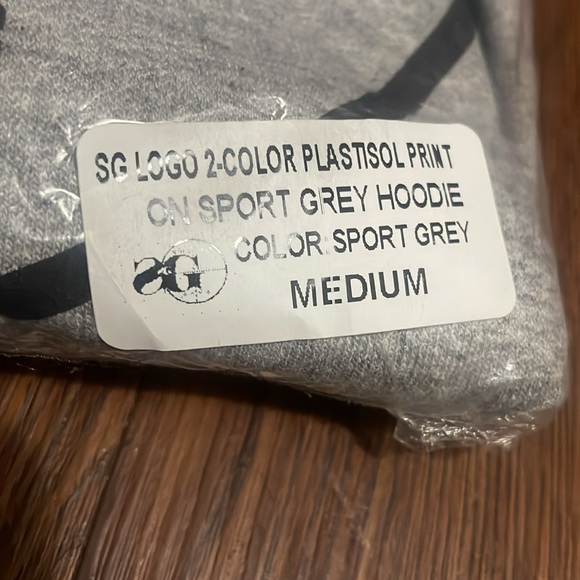 SG LOGO 2-COLOR PLASTISOL PRINT
ON SPORT GREY HOODIE
COLOR: SPORT GREY
SG
MEDIUM